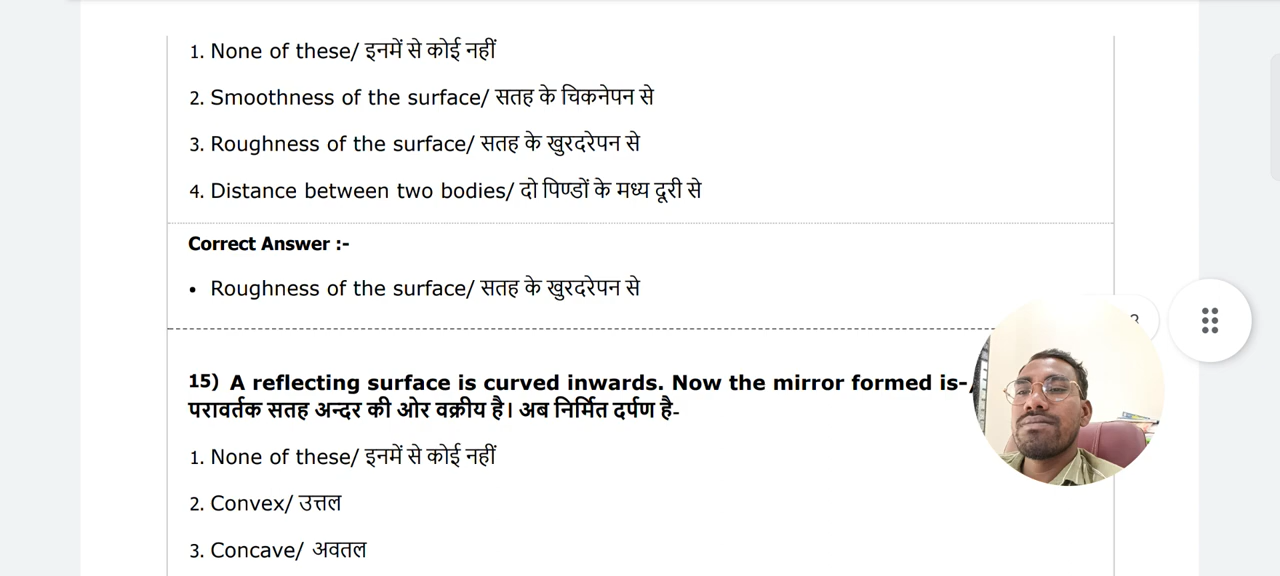 1. None of these/ इनमें से कोई नहीं
2. Smoothness of the surface/ सतह के चिकनेपन से
3. Roughness of the surface/ सतह के खुरदरेपन से
4. Distance between two bodies/ दो पिण्डों के मध्य दूरी से
Correct Answer :-
• Roughness of the surface/ सतह के खुरदरेपन से
15) A reflecting surface is curved inwards. Now the mirror formed is-
परावर्तक सतह अन्दर की ओर वक्रीय है। अब निर्मित दर्पण है-
1. None of these/ इनमें से कोई नहीं
2. Convex/ उत्तल
3. Concave/ अवतल